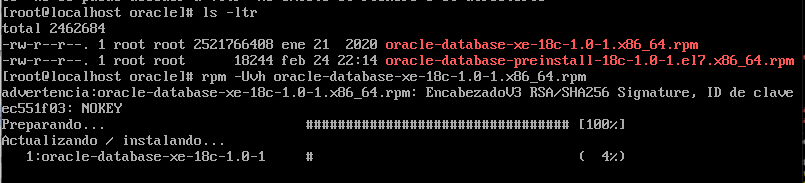 [root@localhost oracle]# ls -ltr
total 2462684
-rw-r--r--. 1 root root 2521766408 ene 21  2020 oracle-database-xe-18c-1.0-1.x86_64.rpm
-rw-r--r--. 1 root root      18244 feb 24 22:14 oracle-database-preinstall-18c-1.0-1.el7.x86_64.rpm
[root@localhost oracle]# rpm -Uvh oracle-database-xe-18c-1.0-1.x86_64.rpm
advertencia:oracle-database-xe-18c-1.0-1.x86_64.rpm: EncabezadoV3 RSA/SHA256 Signature, ID de clave
ec551f03: NOKEY
Preparando...                         ################################# [100%]
Actualizando / instalando...
   1:oracle-database-xe-18c-1.0-1     #                                 (  4%)